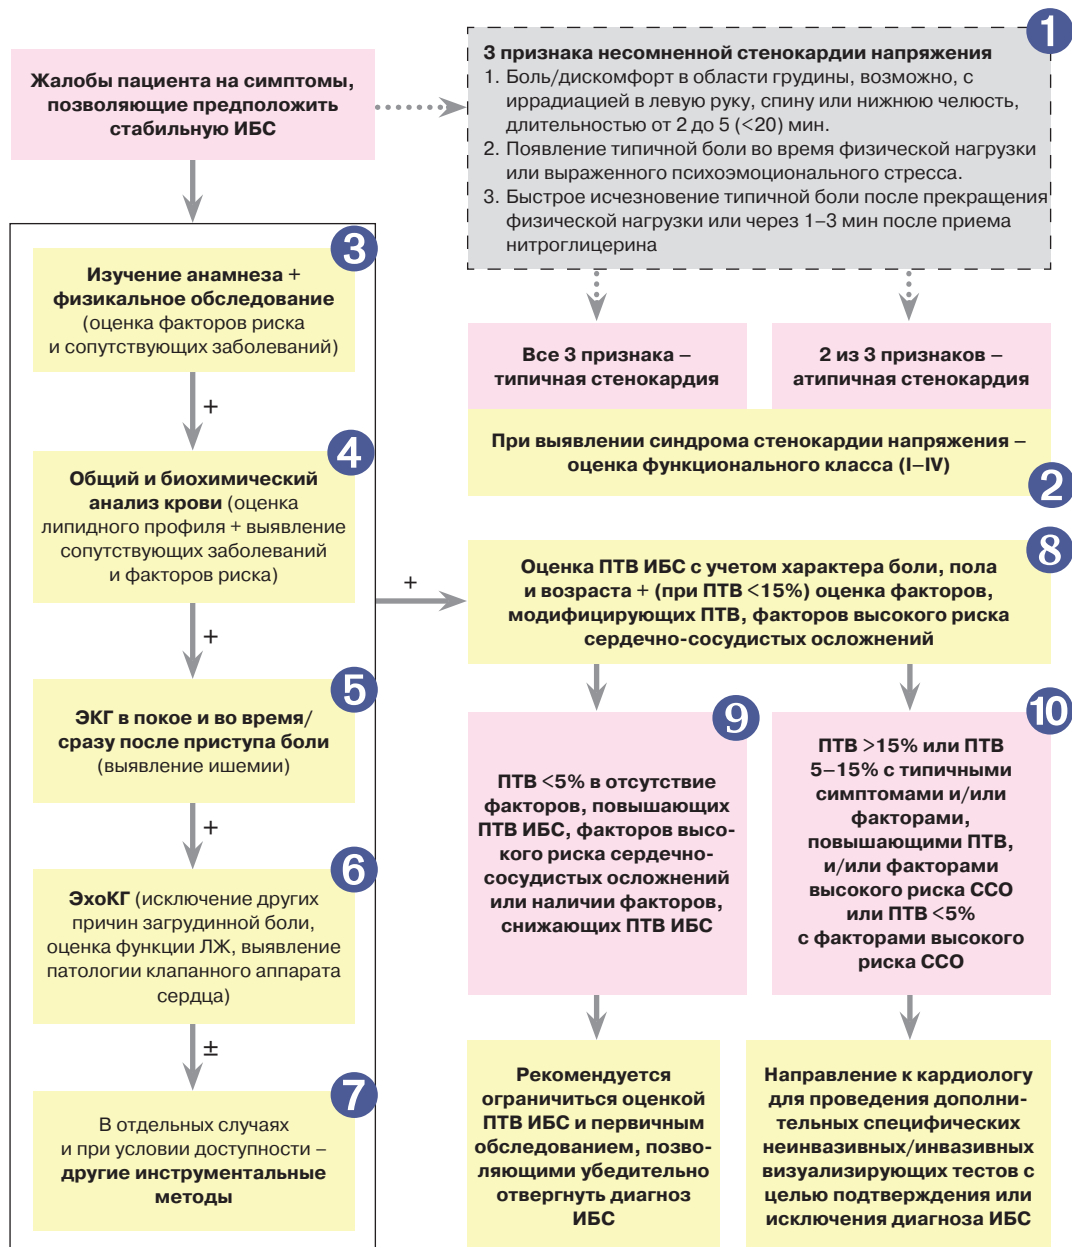 Жалобы пациента на симптомы,
позволяющие предположить
стабильную ИБС
1
3 признака несомненной стенокардии напряжения
1. Боль/дискомфорт в области грудины, возможно, с
иррадиацией в левую руку, спину или нижнюю челюсть,
длительностью от 2 до 5 (<20) мин.
2. Появление типичной боли во время физической нагрузки
или выраженного психоэмоционального стресса.
3. Быстрое исчезновение типичной боли после прекращения
физической нагрузки или через 1–3 мин после приема
нитроглицерина
Все 3 признака –
типичная стенокардия
2 из 3 признаков –
атипичная стенокардия
При выявлении синдрома стенокардии напряжения –
оценка функционального класса (I–IV)
2
3
Изучение анамнеза +
физикальное обследование
(оценка факторов риска
и сопутствующих заболеваний)
+
4
Общий и биохимический
анализ крови (оценка
липидного профиля + выявление
сопутствующих заболеваний
и факторов риска)
+
5
ЭКГ в покое и во время/
сразу после приступа боли
(выявление ишемии)
+
6
ЭхоКГ (исключение других
причин загрудинной боли,
оценка функции ЛЖ, выявление
патологии клапанного аппарата
сердца)
±
7
В отдельных случаях
и при условии доступности –
другие инструментальные
методы
+
8
Оценка ПТВ ИБС с учетом характера боли, пола
и возраста + (при ПТВ <15%) оценка факторов,
модифицирующих ПТВ, факторов высокого риска
сердечно-сосудистых осложнений
9
ПТВ <5% в отсутствие
факторов, повышающих
ПТВ ИБС, факторов высо-
кого риска сердечно-
сосудистых осложнений
или наличии факторов,
снижающих ПТВ ИБС
10
ПТВ >15% или ПТВ
5–15% с типичными
симптомами и/или
факторами,
повышающими ПТВ,
и/или факторами
высокого риска ССО
или ПТВ <5%
с факторами высокого
риска ССО
Рекомендуется
ограничиться оценкой
ПТВ ИБС и первичным
обследованием, позво-
ляющими убедительно
отвергнуть диагноз
ИБС
Направление к кардиологу
для проведения дополни-
тельных специфических
неинвазивных/инвазивных
визуализирующих тестов с
целью подтверждения или
исключения диагноза ИБС